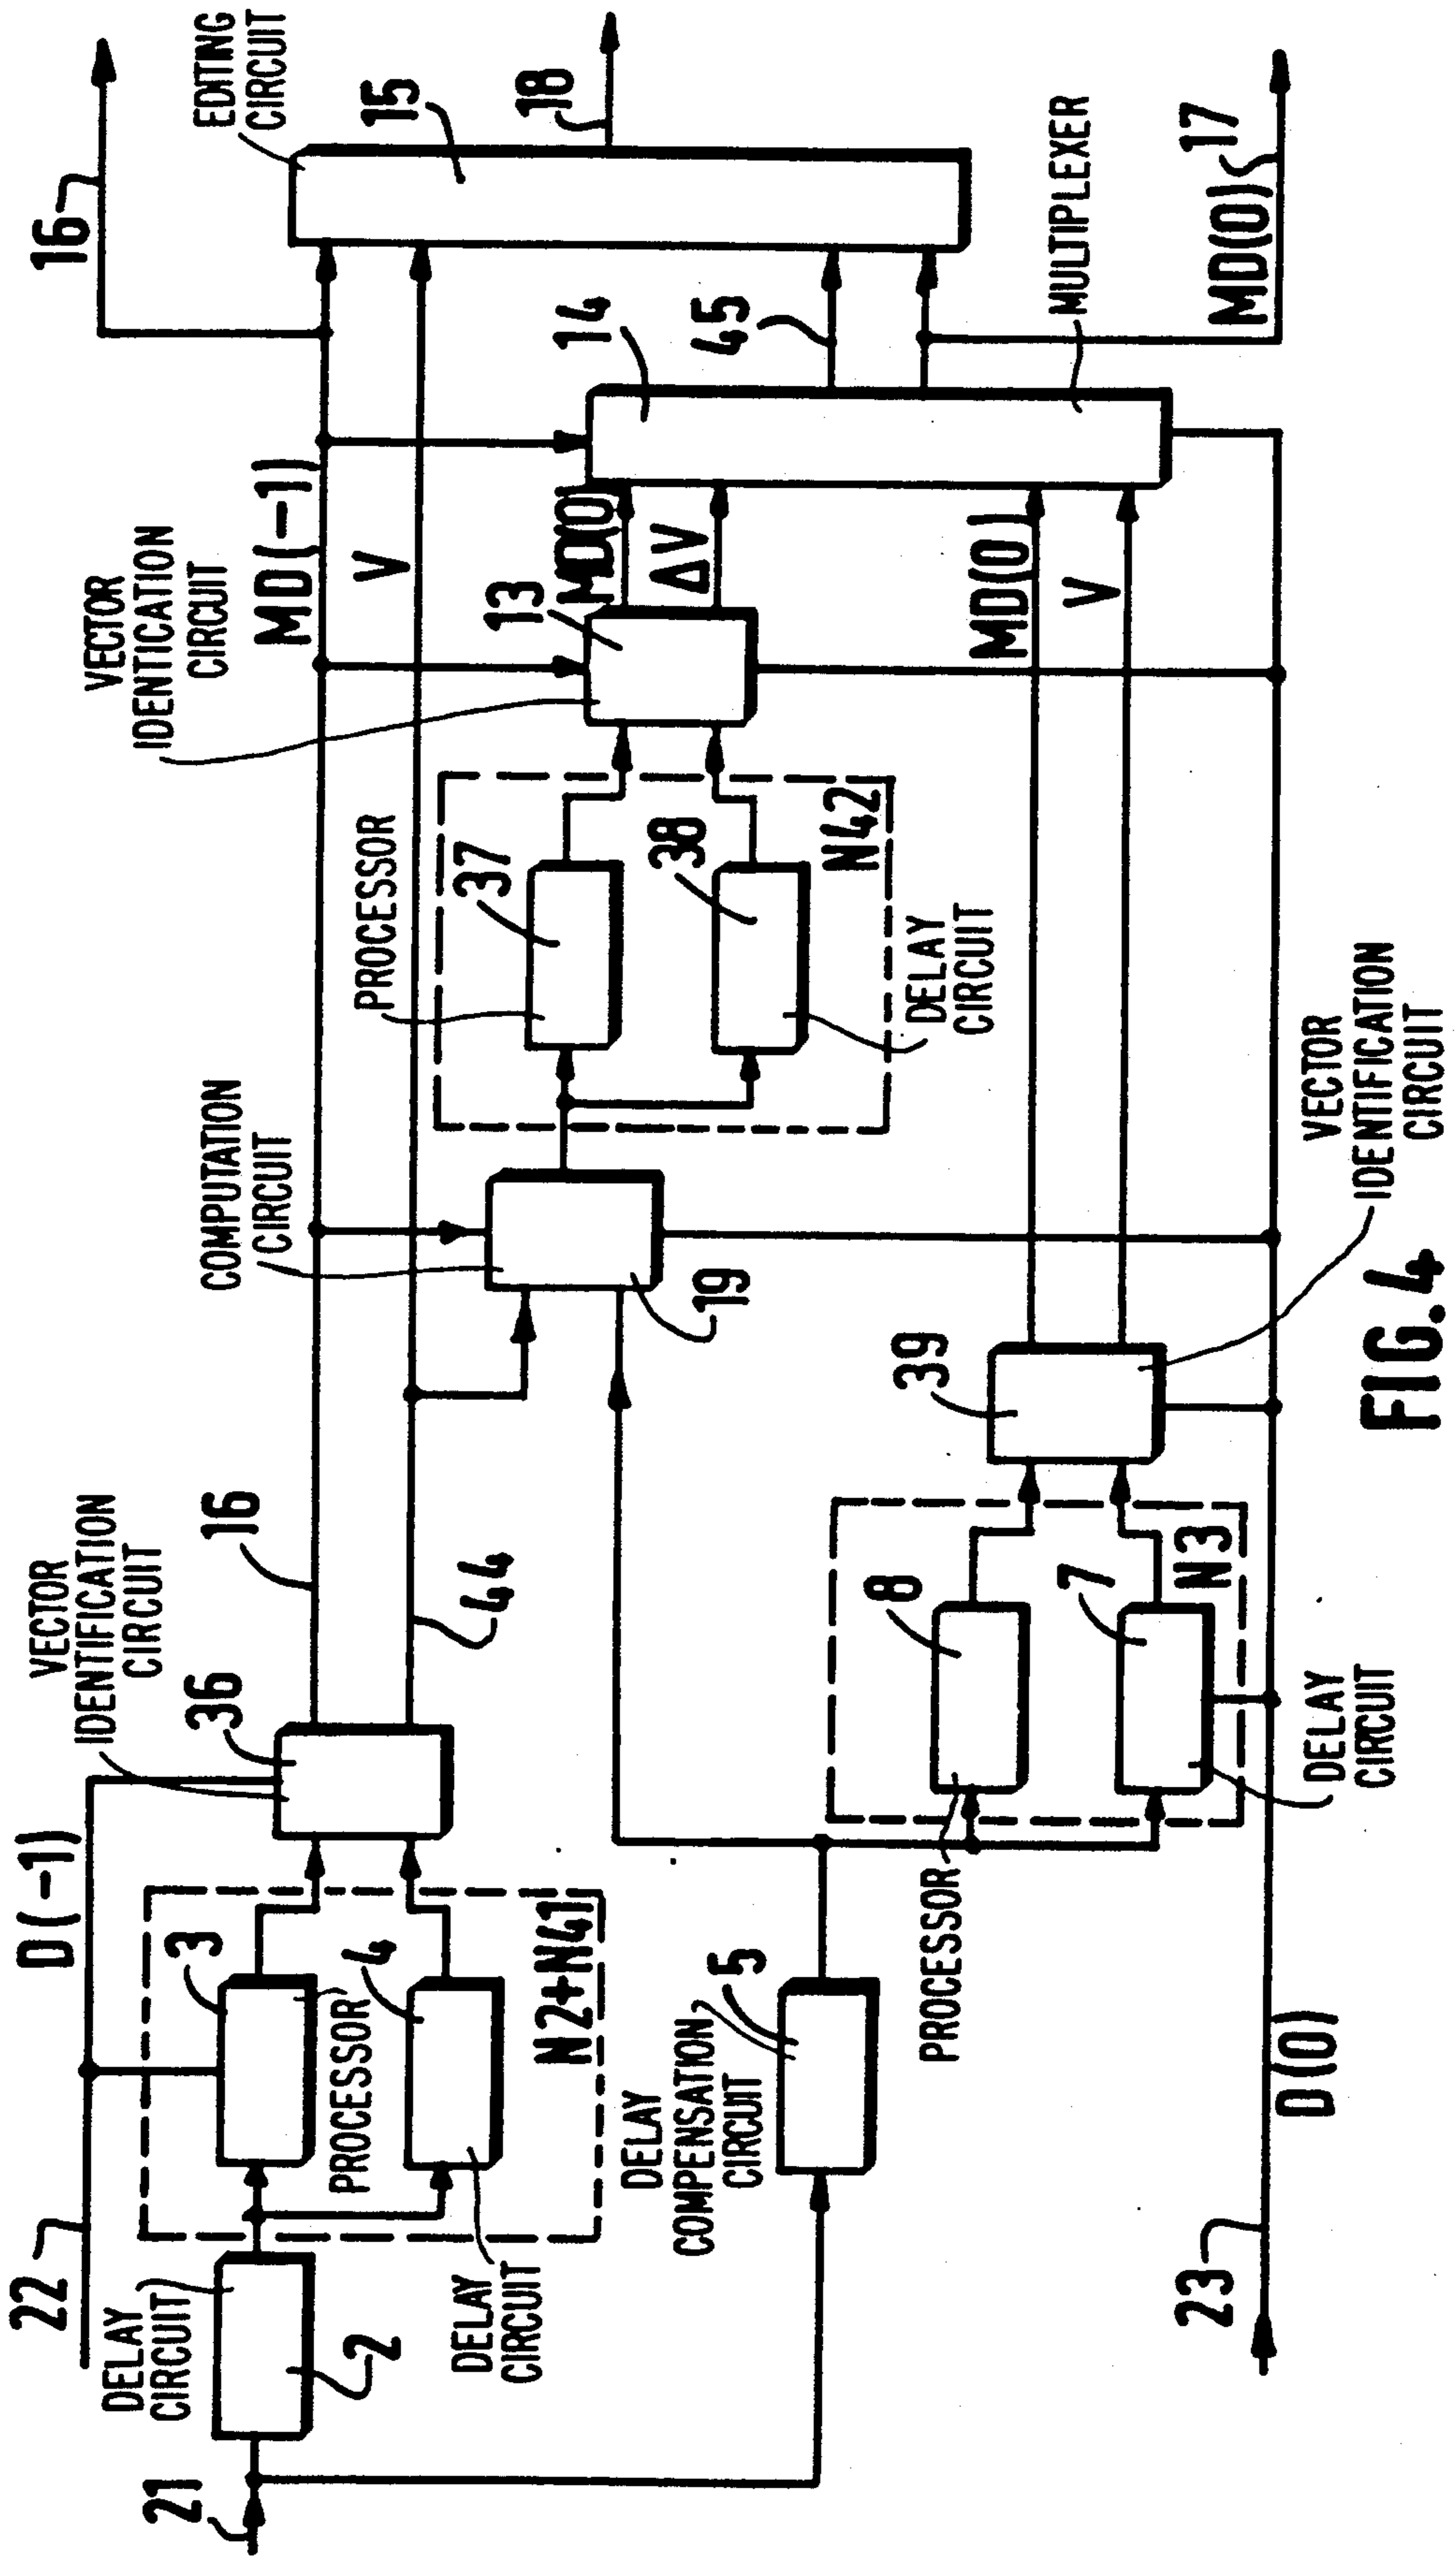 16
EDITING
CIRCUIT
15
18
MD(0)
17
MULTIPLEXER
14
45
VECTOR
IDENTIFICATION
CIRCUIT
MD(-1)
V
13
MD(0)
ΔV
MD(0)
V
PROCESSOR
37
38
N42
DELAY
CIRCUIT
COMPUTATION
CIRCUIT
19
VECTOR
IDENTIFICATION
CIRCUIT
39
VECTOR
IDENTIFICATION
CIRCUIT
36
16
44
D(-1)
22
3
PROCESSOR
4
N2+N41
DELAY
CIRCUIT
2
DELAY
CIRCUIT
21
DELAY
COMPENSATION
CIRCUIT
5
8
PROCESSOR
7
N3
DELAY
CIRCUIT
D(0)
23
FIG.4